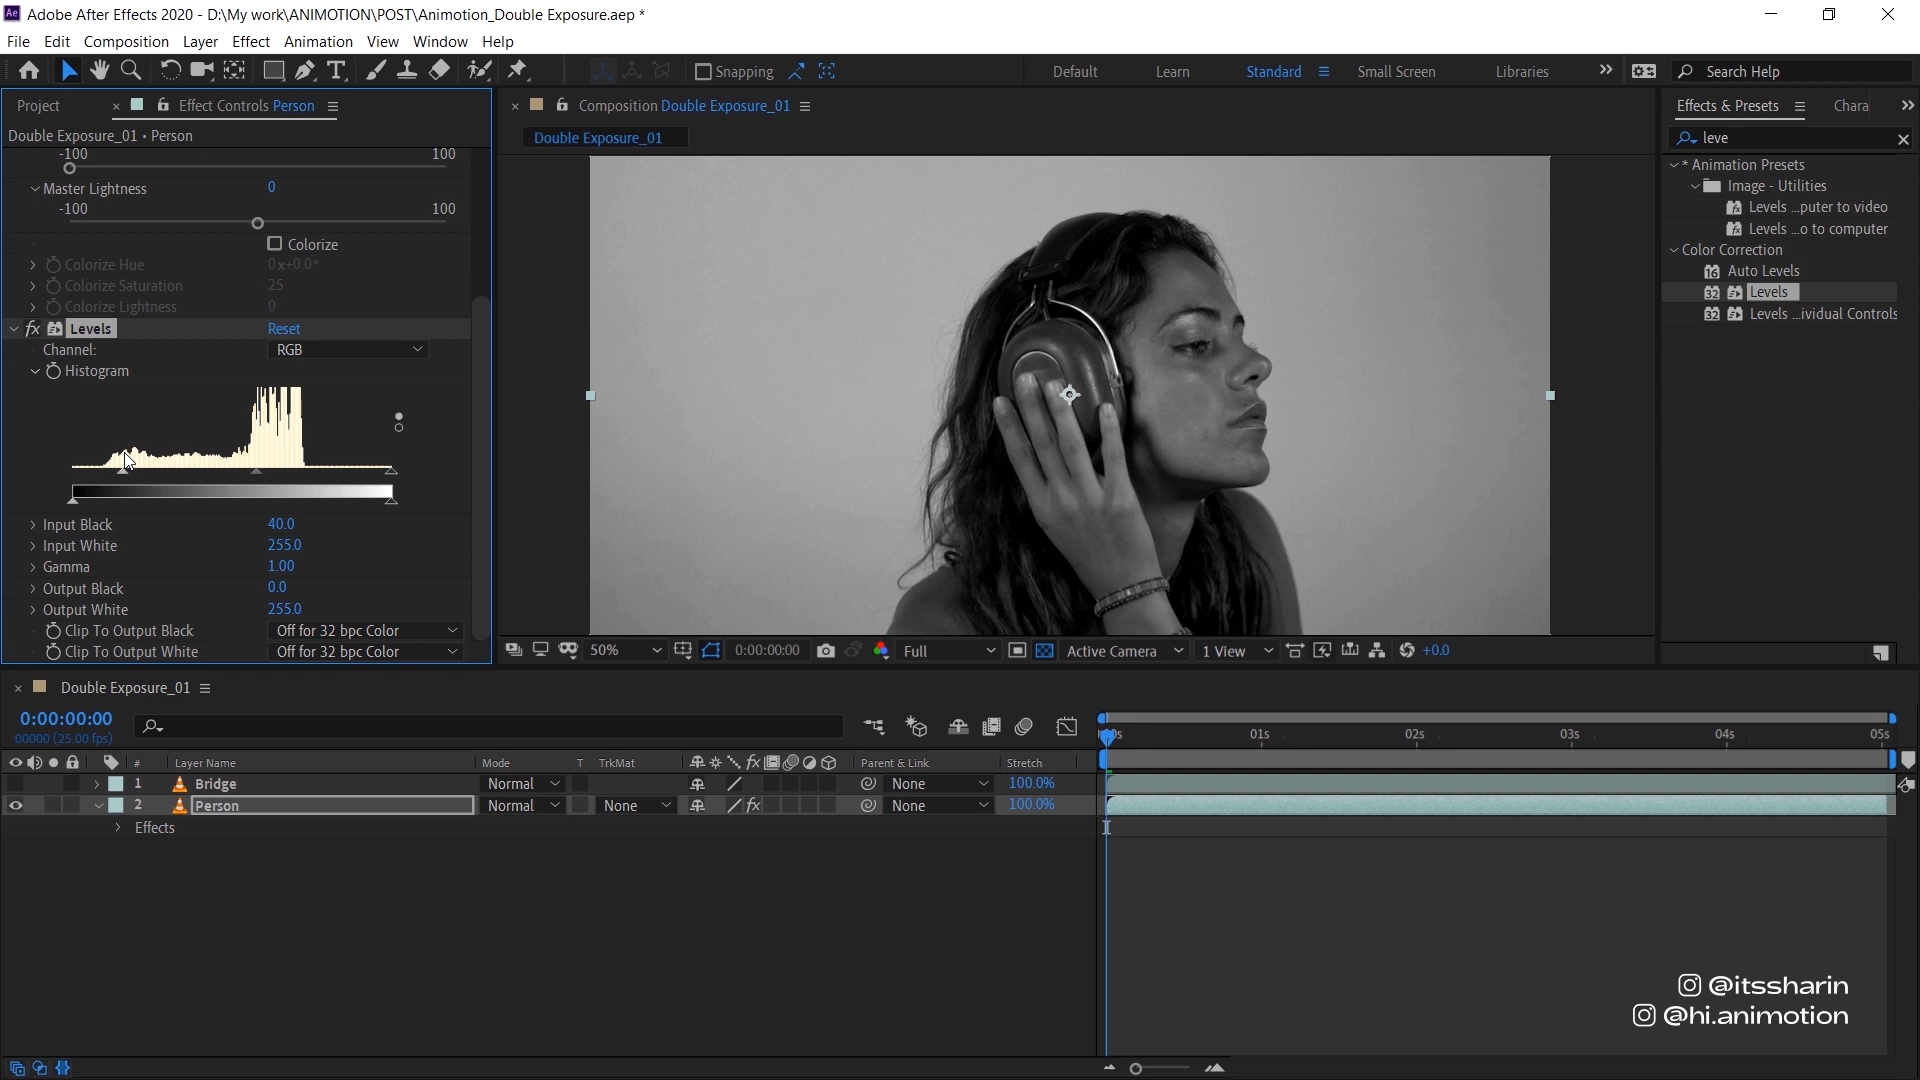 Adobe After Effects 2020 - D:\My work\ANIMOTION\POST\Animotion_Double Exposure.aep *
File Edit Composition Layer Effect Animation View Window Help
Snapping Default Learn Standard Small Screen Libraries Search Help
Project Effect Controls Person
Composition Double Exposure_01
Effects & Presets Chara
Double Exposure_01 • Person
Double Exposure_01
leve
-100 100
Master Lightness 0
-100 100
Colorize
Colorize Hue 0x+0.0°
Colorize Saturation 25
Colorize Lightness 0
fx Levels Reset
Channel: RGB
Histogram
Input Black 40.0
Input White 255.0
Gamma 1.00
Output Black 0.0
Output White 255.0
Clip To Output Black Off for 32 bpc Color
Clip To Output White Off for 32 bpc Color
* Animation Presets
Image - Utilities
Levels ...puter to video
Levels ...o to computer
Color Correction
16 Auto Levels
32 Levels
32 Levels ...ividual Controls
50% 0:00:00:00 Full Active Camera 1 View +0.0
Double Exposure_01
0:00:00:00
00000 (25.00 fps)
01s 02s 03s 04s 05s
# Layer Name Mode T TrkMat fx Parent & Link Stretch
1 Bridge Normal None 100.0%
2 Person Normal None fx None 100.0%
Effects
@itssharin
@hi.animotion